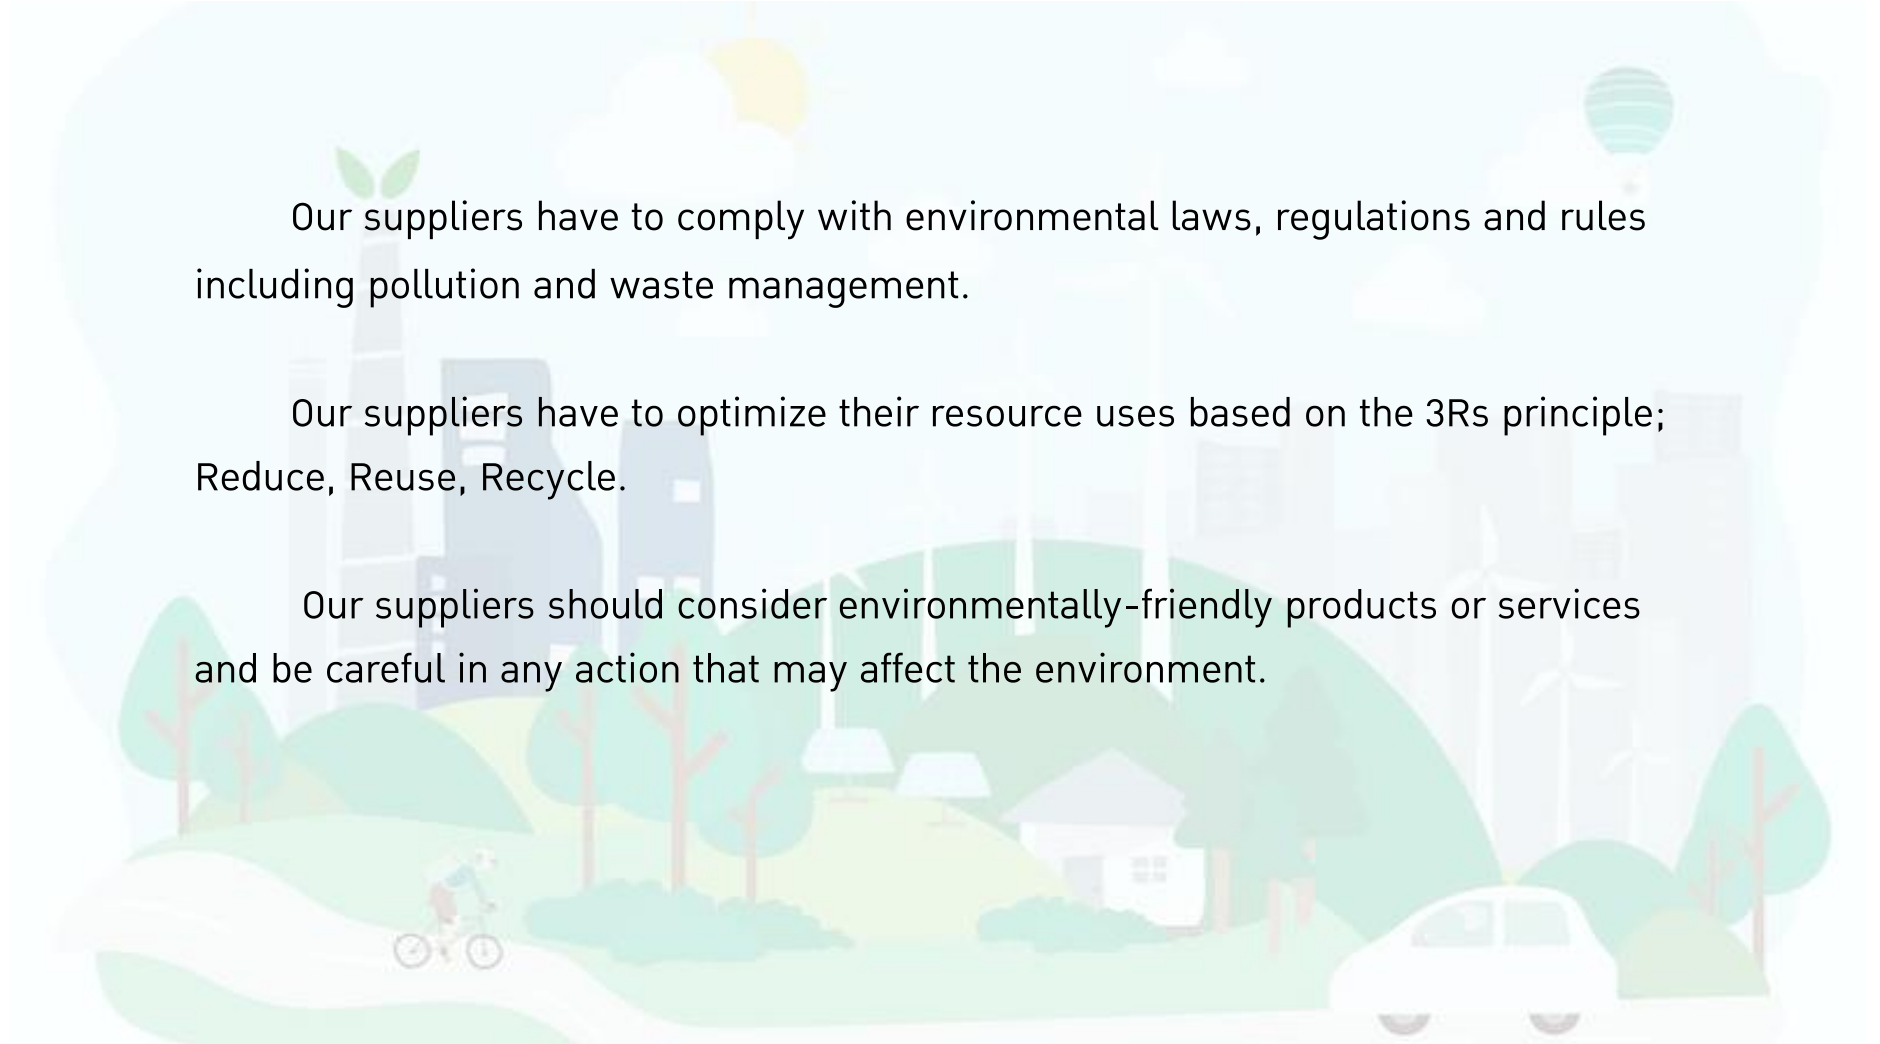 Our suppliers have to comply with environmental laws, regulations and rules
including pollution and waste management.
Our suppliers have to optimize their resource uses based on the 3Rs principle;
Reduce, Reuse, Recycle.
Our suppliers should consider environmentally-friendly products or services
and be careful in any action that may affect the environment.